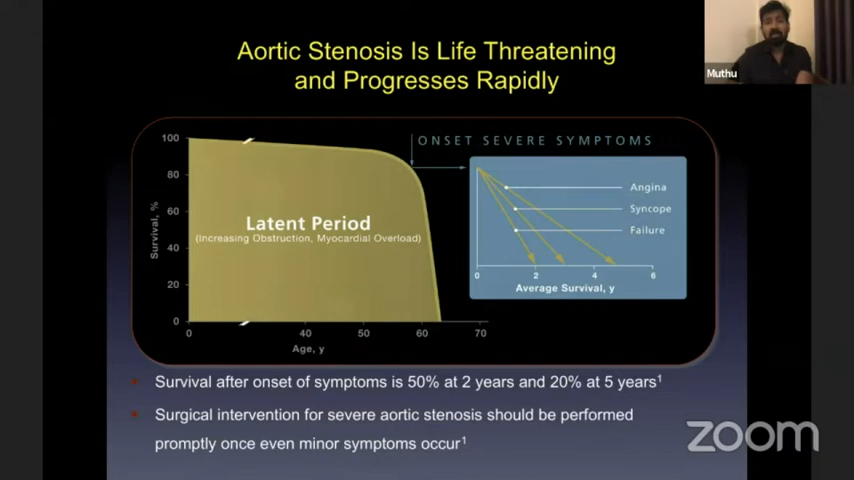 Aortic Stenosis Is Life Threatening
and Progresses Rapidly
Muthu
ONSET SEVERE SYMPTOMS
100
80
60
40
20
0
Survival, %
Latent Period
(Increasing Obstruction, Myocardial Overload)
0
40
50
60
70
Age, y
Angina
Syncope
Failure
0
2
4
6
Average Survival, y
Survival after onset of symptoms is 50% at 2 years and 20% at 5 years1
Surgical intervention for severe aortic stenosis should be performed
promptly once even minor symptoms occur1
zoom